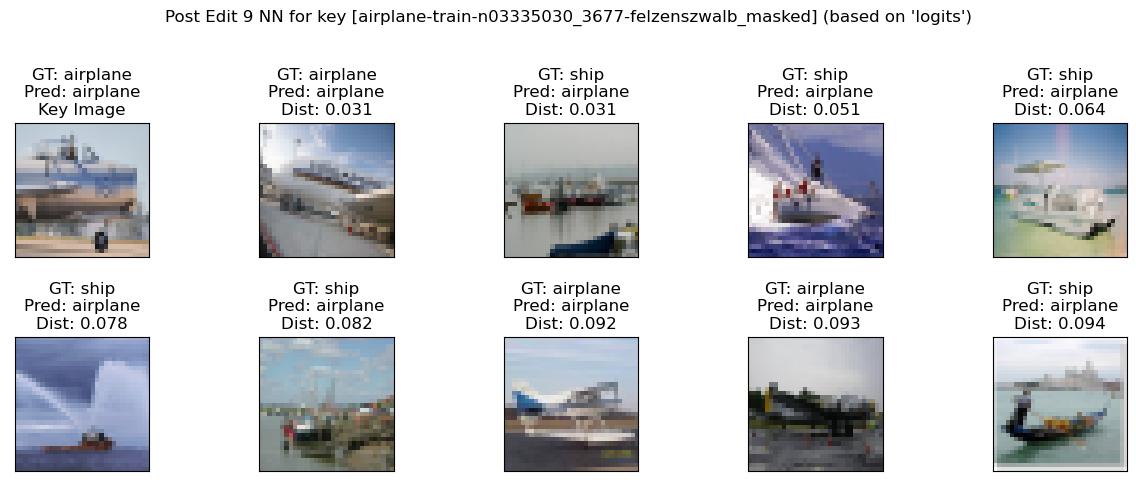 Post Edit 9 NN for key [airplane-train-n03335030_3677-felzenszwalb_masked] (based on 'logits')
GT: airplane
Pred: airplane
Key Image
GT: airplane
Pred: airplane
Dist: 0.031
GT: ship
Pred: airplane
Dist: 0.031
GT: ship
Pred: airplane
Dist: 0.051
GT: ship
Pred: airplane
Dist: 0.064
GT: ship
Pred: airplane
Dist: 0.078
GT: ship
Pred: airplane
Dist: 0.082
GT: airplane
Pred: airplane
Dist: 0.092
GT: airplane
Pred: airplane
Dist: 0.093
GT: ship
Pred: airplane
Dist: 0.094